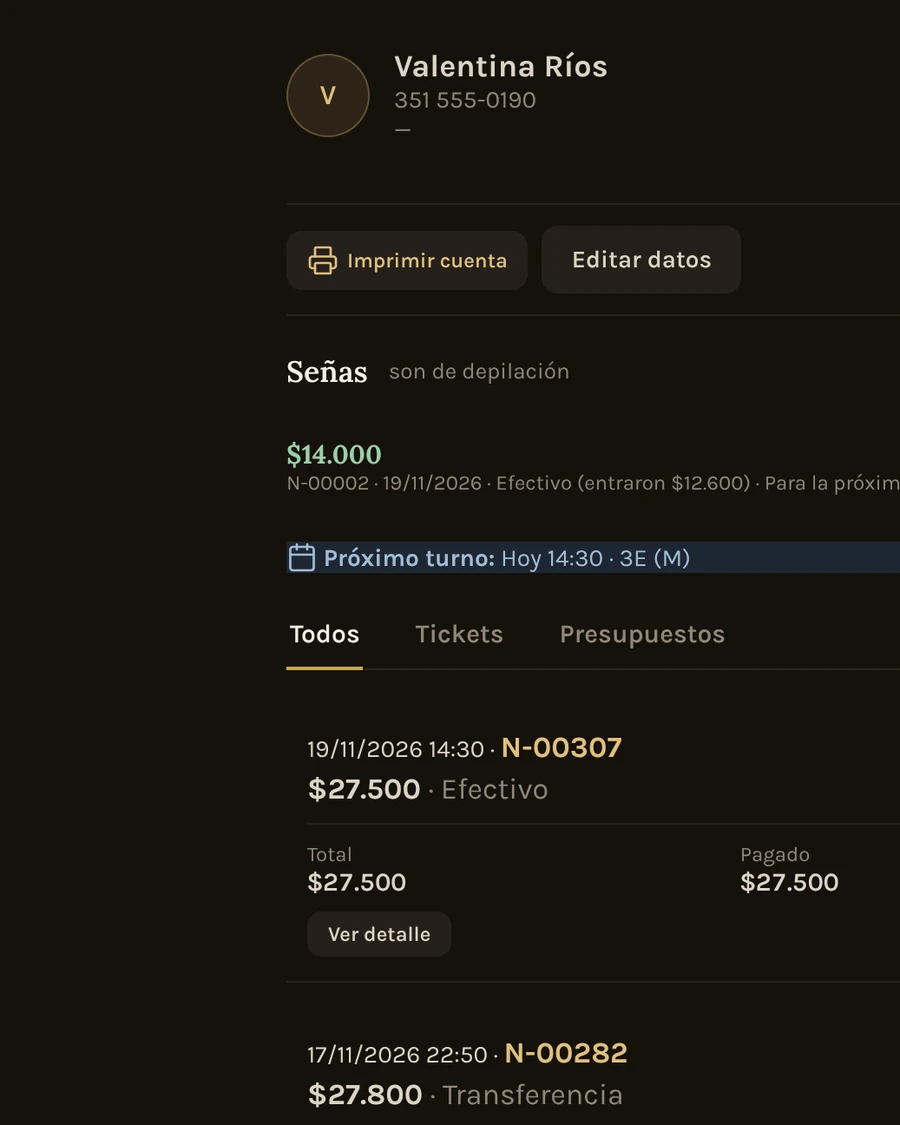 V
Valentina Ríos
351 555-0190
—
Imprimir cuenta
Editar datos
Señas son de depilación
$14.000
N-00002 · 19/11/2026 · Efectivo (entraron $12.600) · Para la próxim
Próximo turno: Hoy 14:30 · 3E (M)
Todos Tickets Presupuestos
19/11/2026 14:30 · N-00307
$27.500 · Efectivo
Total Pagado
$27.500 $27.500
Ver detalle
17/11/2026 22:50 · N-00282
$27.800 · Transferencia